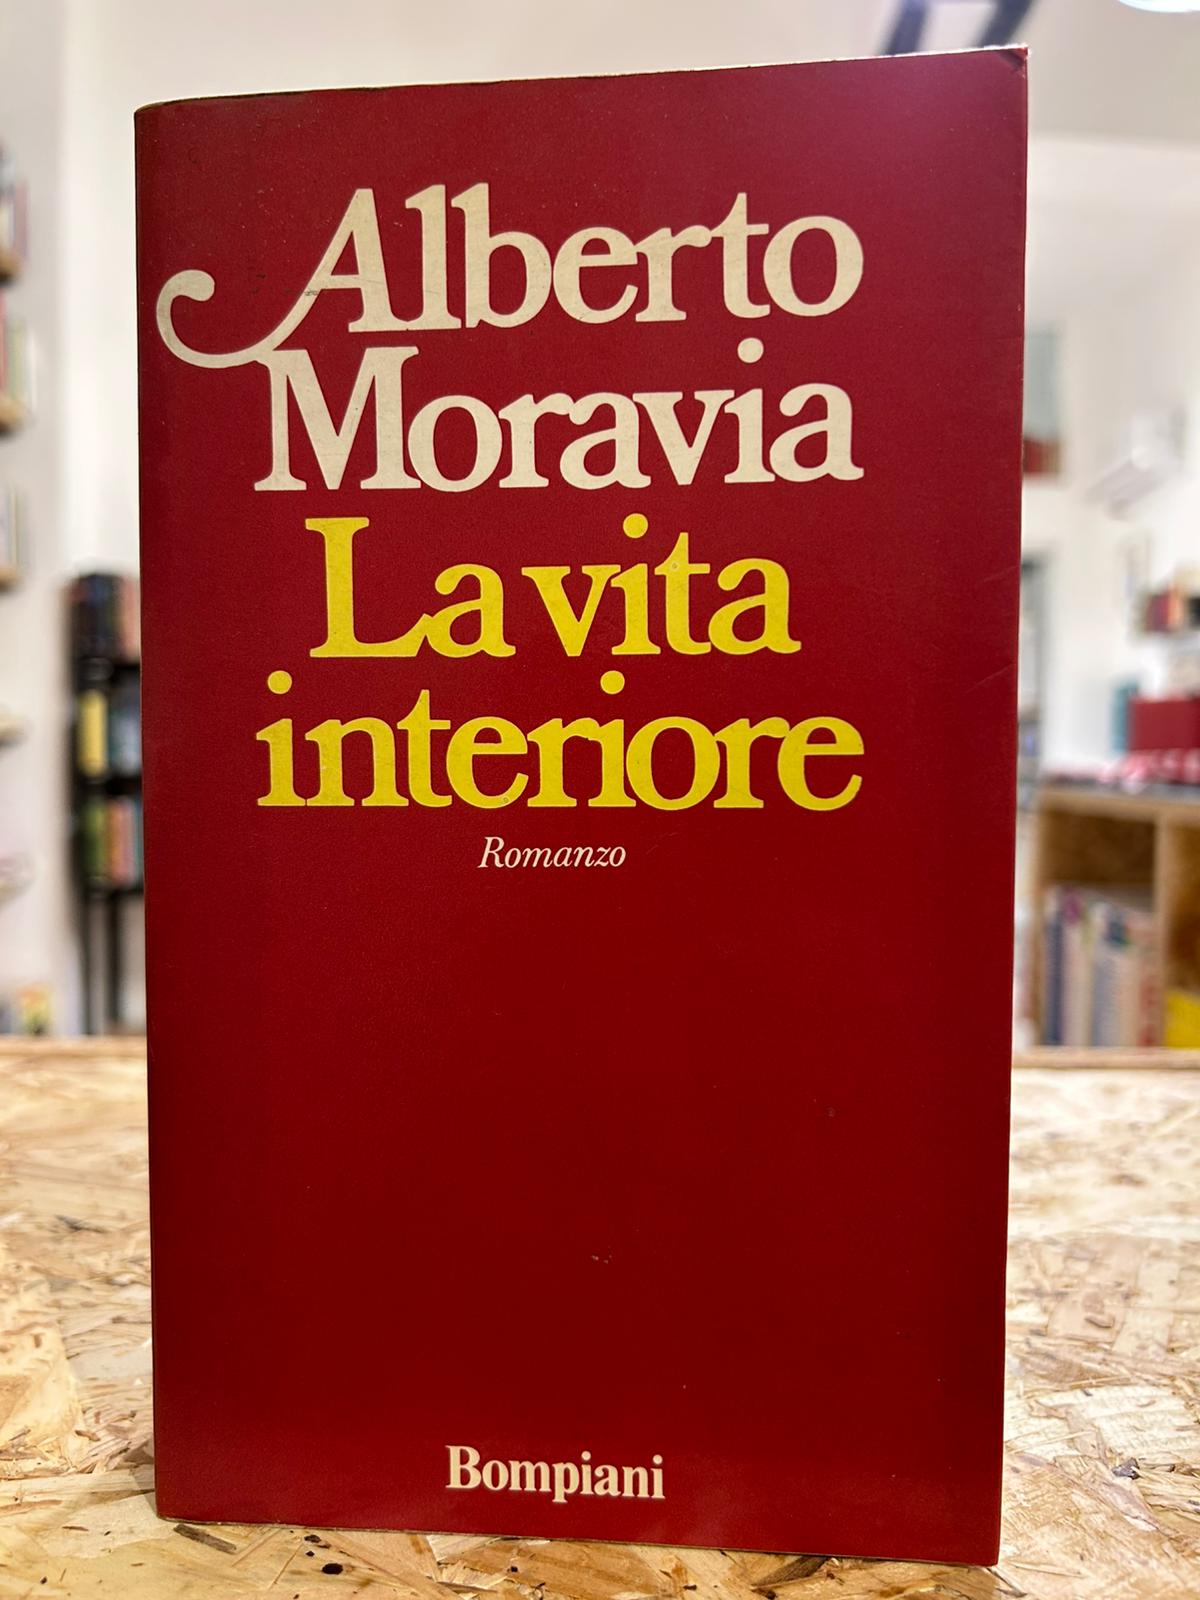 Alberto
Moravia
La vita
interiore
Romanzo
Bompiani